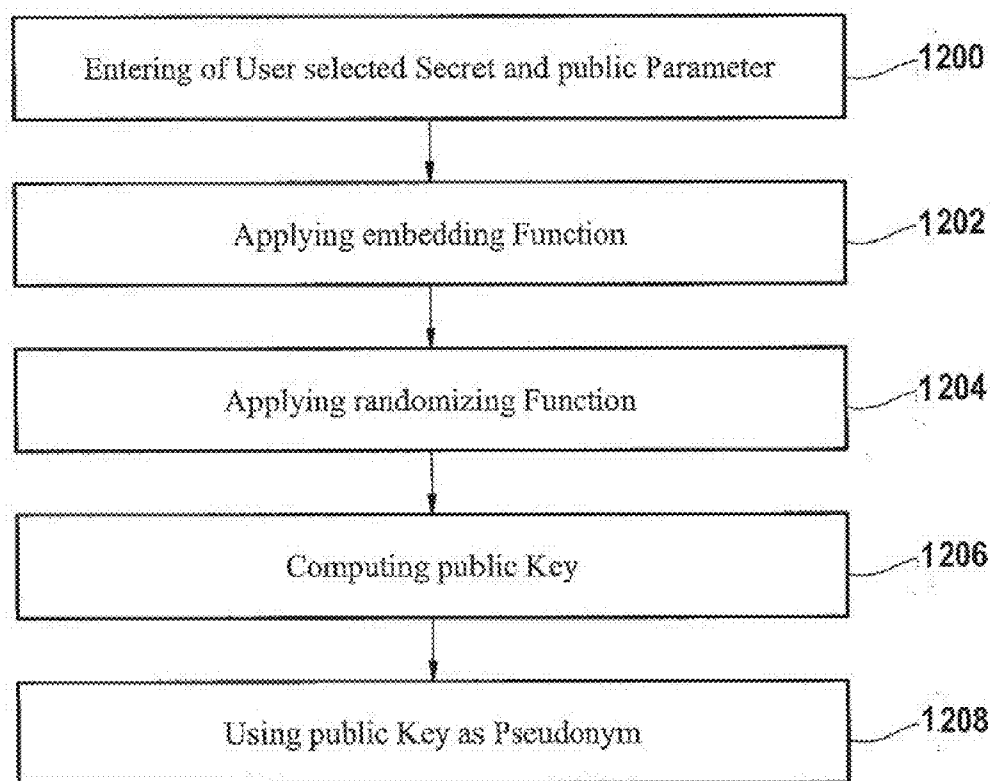 Entering of User selected Secret and public Parameter
1200
Applying embedding Function
1202
Applying randomizing Function
1204
Computing public Key
1206
Using public Key as Pseudonym
1208